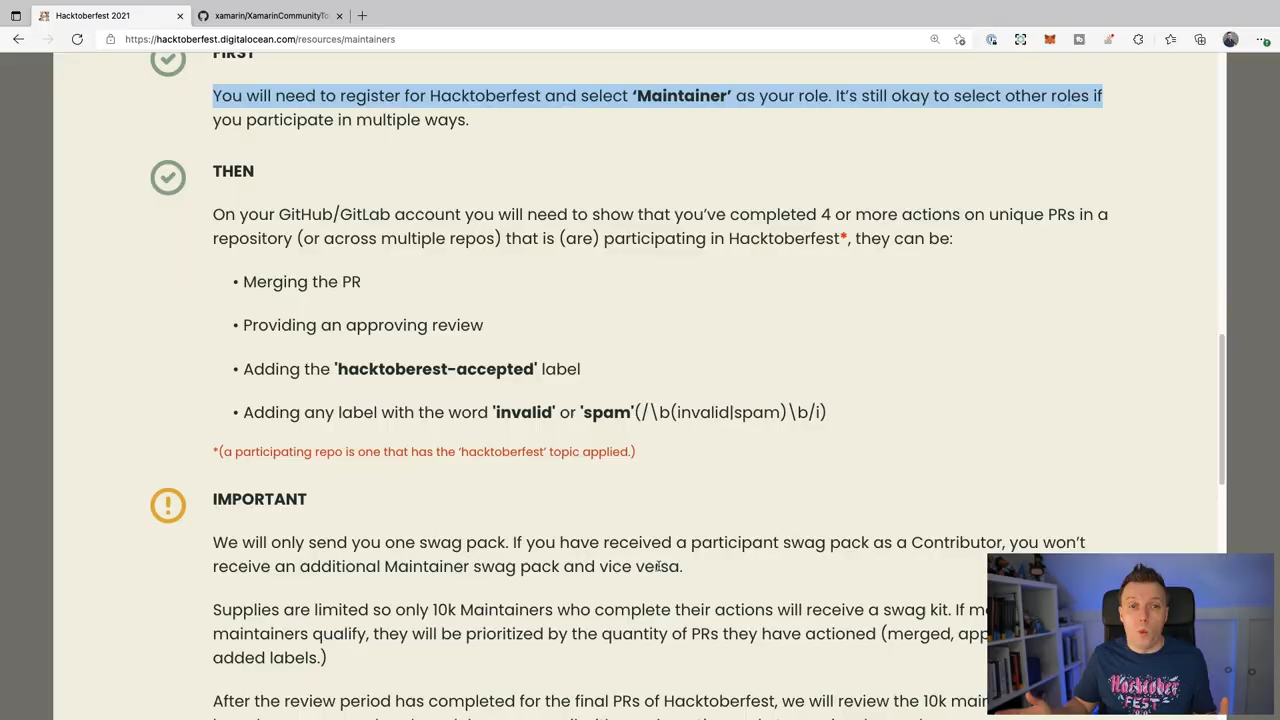 Hacktoberfest 2021
xamarin/XamarinCommunityTo
https://hacktoberfest.digitalocean.com/resources/maintainers
FIRST
You will need to register for Hacktoberfest and select ‘Maintainer’ as your role. It’s still okay to select other roles if
you participate in multiple ways.
THEN
On your GitHub/GitLab account you will need to show that you’ve completed 4 or more actions on unique PRs in a
repository (or across multiple repos) that is (are) participating in Hacktoberfest*, they can be:
• Merging the PR
• Providing an approving review
• Adding the 'hacktoberest-accepted' label
• Adding any label with the word 'invalid' or 'spam'(/\b(invalid|spam)\b/i)
*(a participating repo is one that has the ‘hacktoberfest’ topic applied.)
IMPORTANT
We will only send you one swag pack. If you have received a participant swag pack as a Contributor, you won’t
receive an additional Maintainer swag pack and vice versa.
Supplies are limited so only 10k Maintainers who complete their actions will receive a swag kit. If
maintainers qualify, they will be prioritized by the quantity of PRs they have actioned (merged,
added labels.)
After the review period has completed for the final PRs of Hacktoberfest, we will review the 10k
Hacktober
FEST